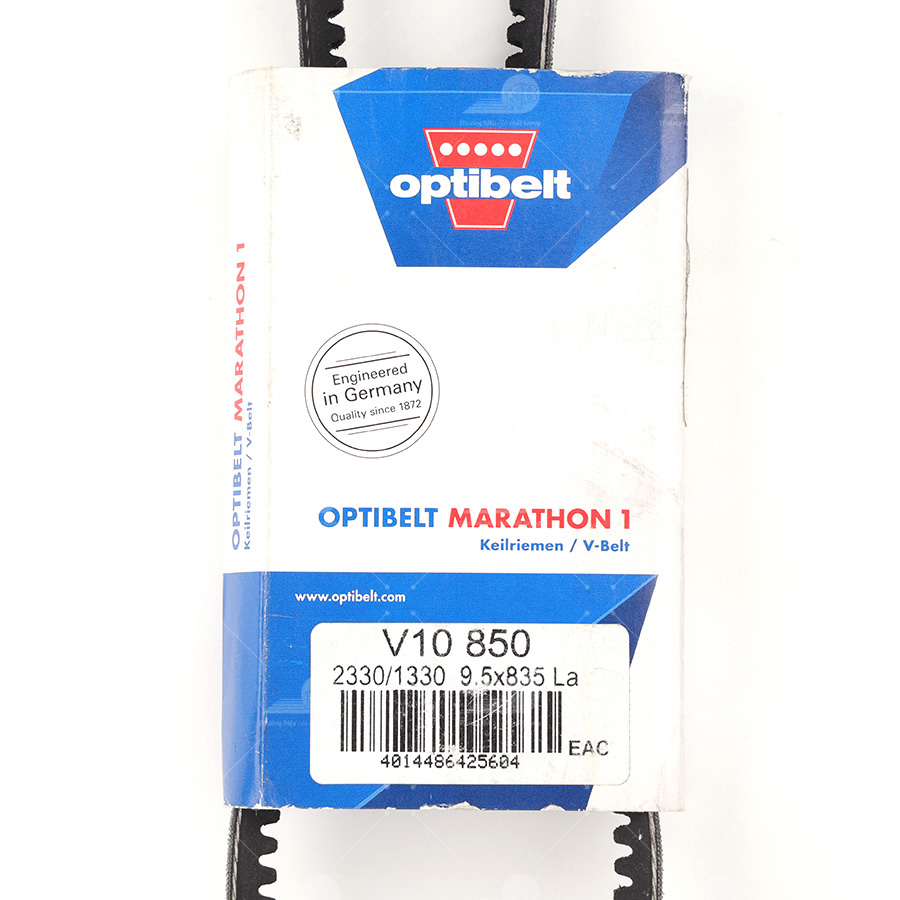 optibelt
Engineered
in Germany
Quality since 1872
OPTIBELT MARATHON 1
Keilriemen / V-Belt
OPTIBELT MARATHON 1
Keilriemen / V-Belt
www.optibelt.com
V10 850
2330/1330 9.5x835 La
EAC
4014486425604